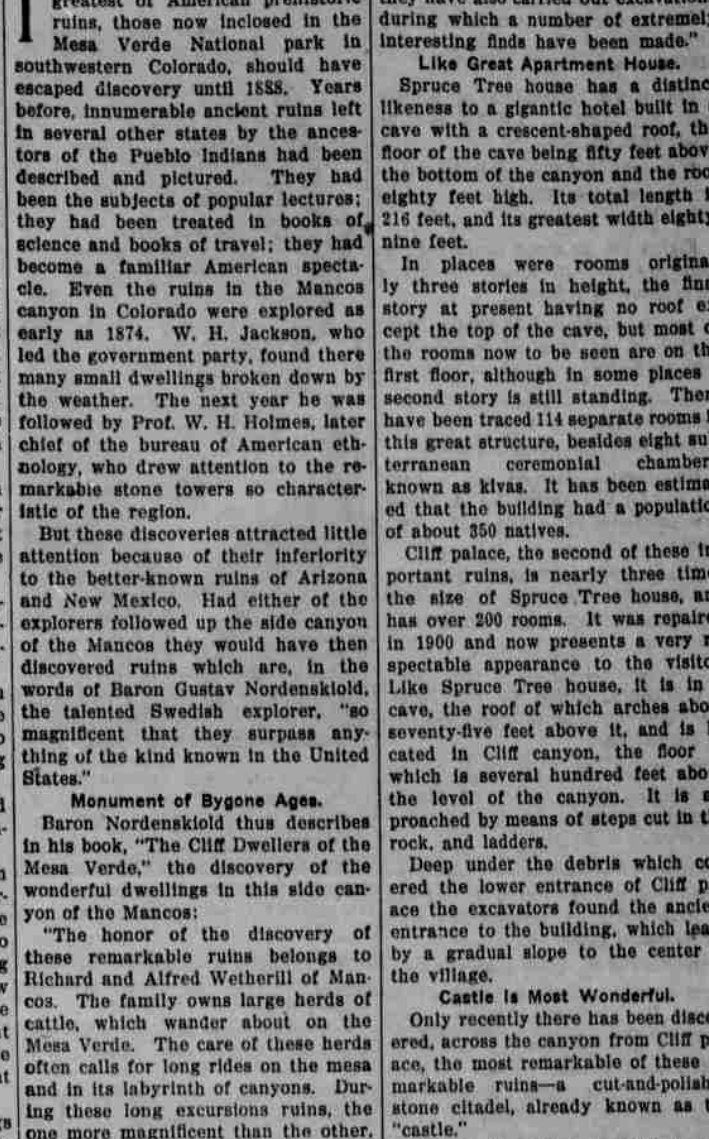 greatest of American prehistoric
ruins, those now inclosed in the
Mesa Verde National park in
southwestern Colorado, should have
escaped discovery until 1888. Years
before, innumerable ancient ruins left
in several other states by the ances-
tors of the Pueblo Indians had been
described and pictured. They had
been the subjects of popular lectures;
they had been treated in books of
science and books of travel; they had
become a familiar American specta-
cle. Even the ruins in the Mancos
canyon in Colorado were explored as
early as 1874. W. H. Jackson, who
led the government party, found there
many small dwellings broken down by
the weather. The next year he was
followed by Prof. W. H. Holmes, later
chief of the bureau of American eth-
nology, who drew attention to the re-
markable stone towers so character-
istic of the region.
But these discoveries attracted little
attention because of their inferiority
to the better-known ruins of Arizona
and New Mexico. Had either of the
explorers followed up the side canyon
of the Mancos they would have then
discovered ruins which are, in the
words of Baron Gustav Nordenskiold,
the talented Swedish explorer, "so
magnificent that they surpass any-
thing of the kind known in the United
States."
Monument of Bygone Ages.
Baron Nordenskiold thus describes
in his book, "The Cliff Dwellers of the
Mesa Verde," the discovery of the
wonderful dwellings in this side can-
yon of the Mancos:
"The honor of the discovery of
these remarkable ruins belongs to
Richard and Alfred Wetherill of Man-
cos. The family owns large herds of
cattle, which wander about on the
Mesa Verde. The care of these herds
often calls for long rides on the mesa
and in its labyrinth of canyons. Dur-
ing these long excursions ruins, the
one more magnificent than the other,
they have also carried out
during which a number of extremel
interesting finds have been made."
Like Great Apartment House.
Spruce Tree house has a distinc
likeness to a gigantic hotel built in
cave with a crescent-shaped roof, th
floor of the cave being fifty feet abov
the bottom of the canyon and the roo
eighty feet high. Its total length
216 feet, and its greatest width eighty
nine feet.
In places were rooms origina
ly three stories in height, the fin
story at present having no roof e
cept the top of the cave, but most o
the rooms now to be seen are on th
first floor, although in some places
second story is still standing. Ther
have been traced 114 separate rooms
this great structure, besides eight su
terranean ceremonial chamber
known as kivas. It has been estima
ed that the building had a populatio
of about 350 natives.
Cliff palace, the second of these i
portant ruins, is nearly three tim
the size of Spruce Tree house, a
has over 200 rooms. It was repair
in 1900 and now presents a very r
spectable appearance to the visito
Like Spruce Tree house, it is in
cave, the roof of which arches abo
seventy-five feet above it, and is
cated in Cliff canyon, the floor
which is several hundred feet abo
the level of the canyon. It is a
proached by means of steps cut in t
rock, and ladders.
Deep under the debris which co
ered the lower entrance of Cliff p
ace the excavators found the ancie
entrance to the building, which lea
by a gradual slope to the center
the village.
Castle Is Most Wonderful.
Only recently there has been disco
ered, across the canyon from Cliff p
ace, the most remarkable of these
markable ruins—a cut-and-polish
stone citadel, already known as t
"castle."